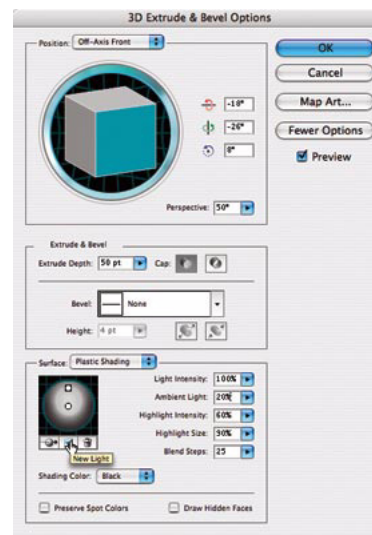 3D Extrude & Bevel Options
Position: Off-Axis Front
OK
Cancel
Map Art...
Fewer Options
Preview
-18°
-26°
8°
Perspective: 50°
Extrude & Bevel
Extrude Depth: 50 pt Cap:
Bevel: None
Height: 4 pt
Surface: Plastic Shading
Light Intensity: 100%
Ambient Light: 20%
Highlight Intensity: 60%
Highlight Size: 90%
Blend Steps: 25
New Light
Shading Color: Black
Preserve Spot Colors Draw Hidden Faces